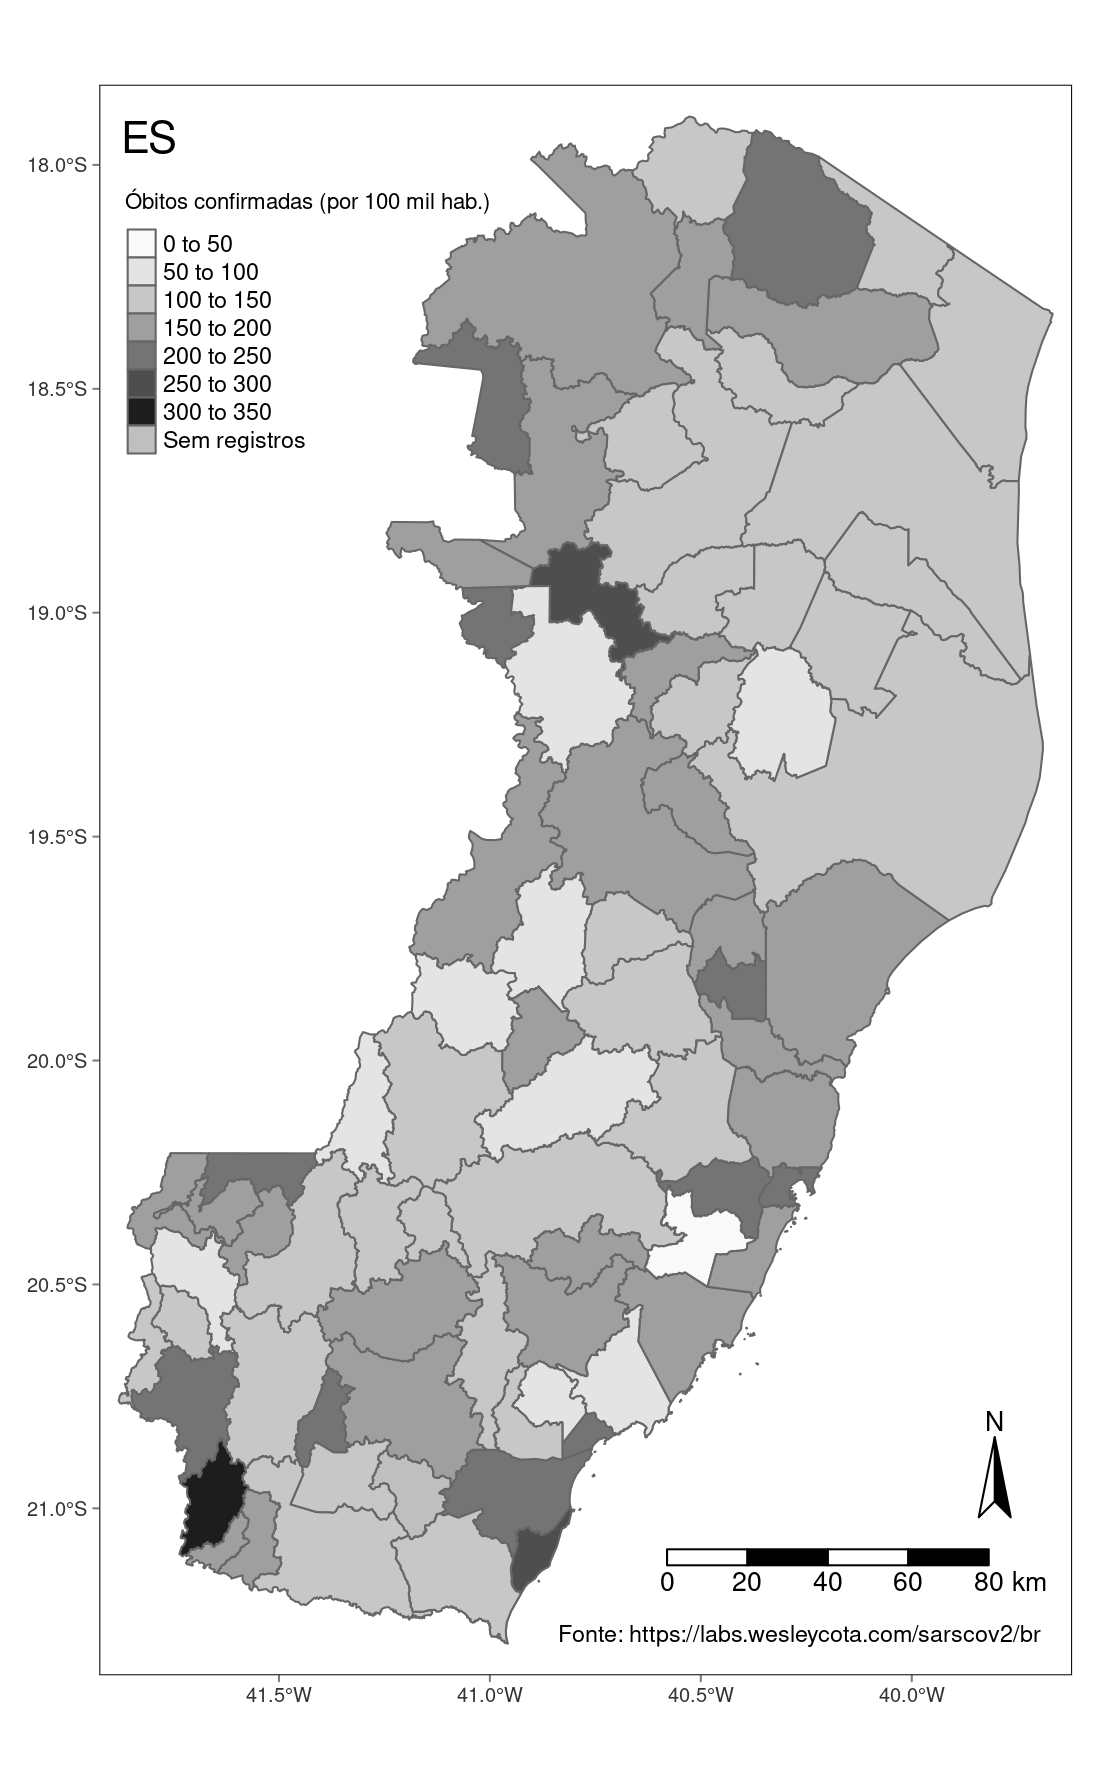 ES
Óbitos confirmadas (por 100 mil hab.)
0 to 50
50 to 100
100 to 150
150 to 200
200 to 250
250 to 300
300 to 350
Sem registros
18.0°S
18.5°S
19.0°S
19.5°S
20.0°S
20.5°S
21.0°S
N
0 20 40 60 80 km
Fonte: https://labs.wesleycota.com/sarscov2/br
41.5°W 41.0°W 40.5°W 40.0°W